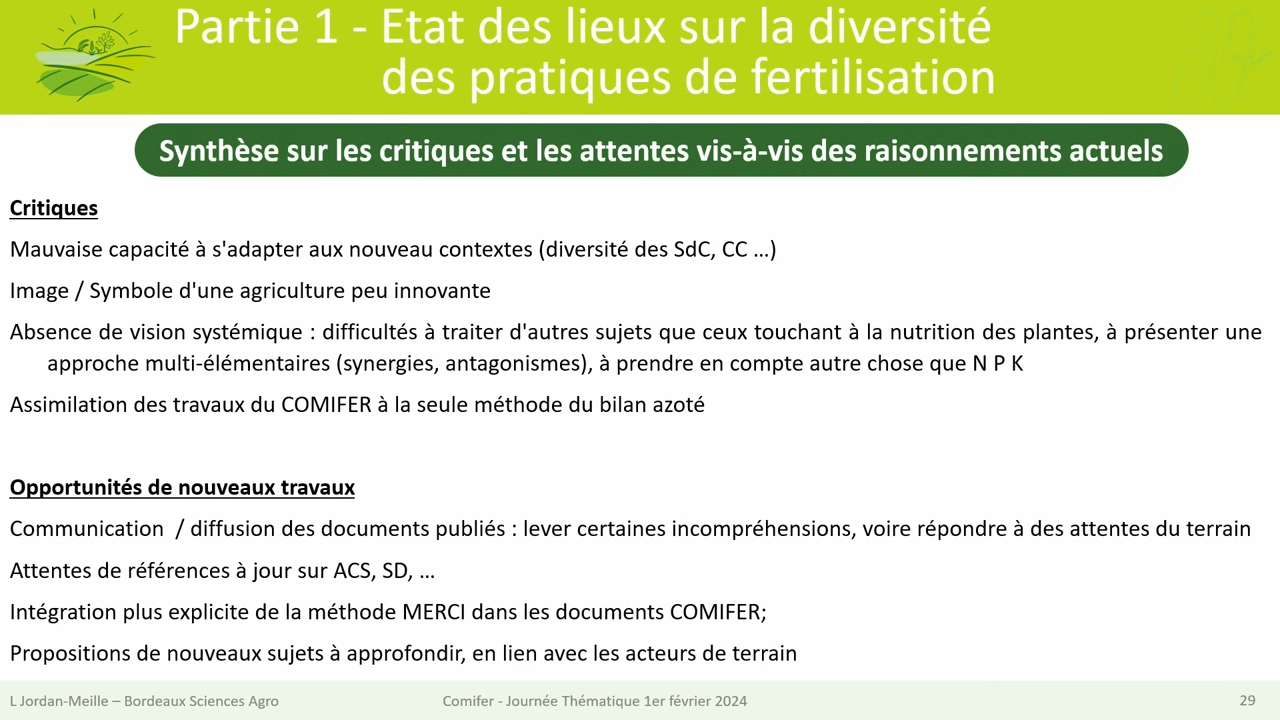 Partie 1 - Etat des lieux sur la diversité
des pratiques de fertilisation
Synthèse sur les critiques et les attentes vis-à-vis des raisonnements actuels
Critiques
Mauvaise capacité à s'adapter aux nouveau contextes (diversité des SdC, CC …)
Image / Symbole d'une agriculture peu innovante
Absence de vision systémique : difficultés à traiter d'autres sujets que ceux touchant à la nutrition des plantes, à présenter une
approche multi-élémentaires (synergies, antagonismes), à prendre en compte autre chose que N P K
Assimilation des travaux du COMIFER à la seule méthode du bilan azoté
Opportunités de nouveaux travaux
Communication / diffusion des documents publiés : lever certaines incompréhensions, voire répondre à des attentes du terrain
Attentes de références à jour sur ACS, SD, …
Intégration plus explicite de la méthode MERCI dans les documents COMIFER;
Propositions de nouveaux sujets à approfondir, en lien avec les acteurs de terrain
L Jordan-Meille – Bordeaux Sciences Agro
Comifer - Journée Thématique 1er février 2024
29